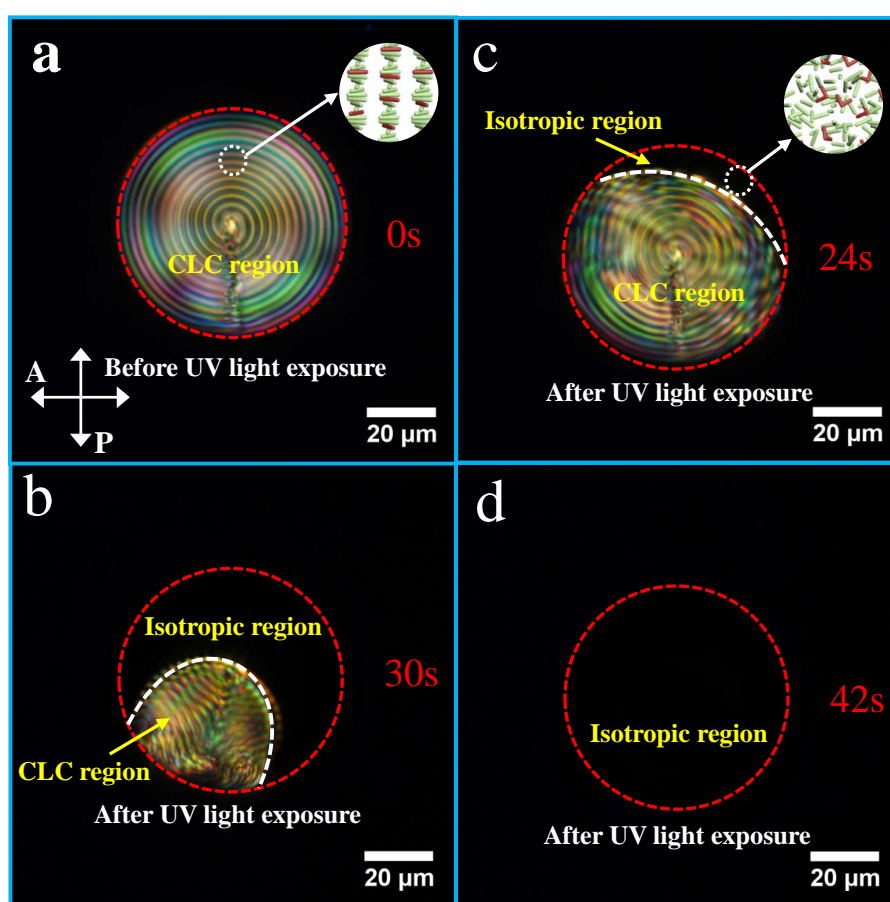 a
0s
CLC region
Before UV light exposure
A
P
20 μm
c
Isotropic region
24s
CLC region
After UV light exposure
20 μm
b
Isotropic region
30s
CLC region
After UV light exposure
20 μm
d
42s
Isotropic region
After UV light exposure
20 μm